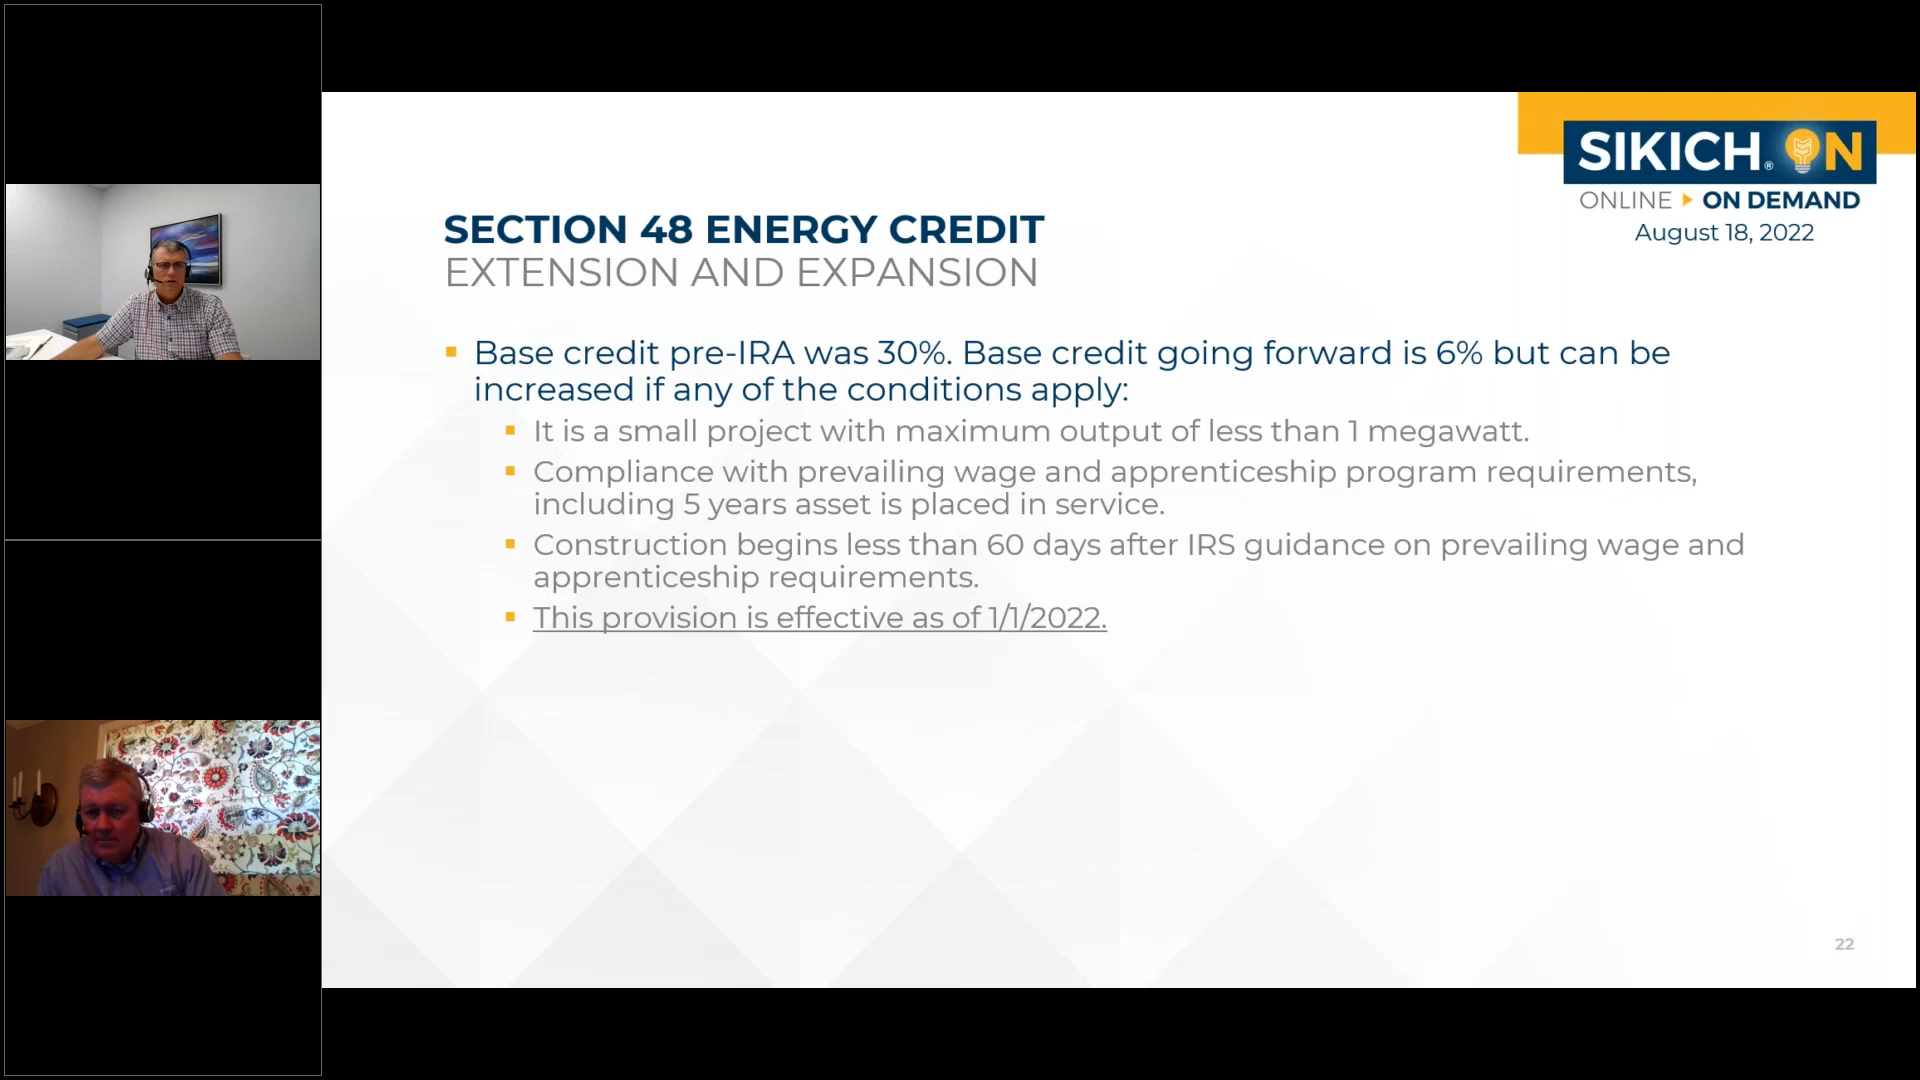 SIKICH® ON
ONLINE ▶ ON DEMAND
August 18, 2022
SECTION 48 ENERGY CREDIT
EXTENSION AND EXPANSION
▪ Base credit pre-IRA was 30%. Base credit going forward is 6% but can be
increased if any of the conditions apply:
▪ It is a small project with maximum output of less than 1 megawatt.
▪ Compliance with prevailing wage and apprenticeship program requirements,
including 5 years asset is placed in service.
▪ Construction begins less than 60 days after IRS guidance on prevailing wage and
apprenticeship requirements.
▪ This provision is effective as of 1/1/2022.
22